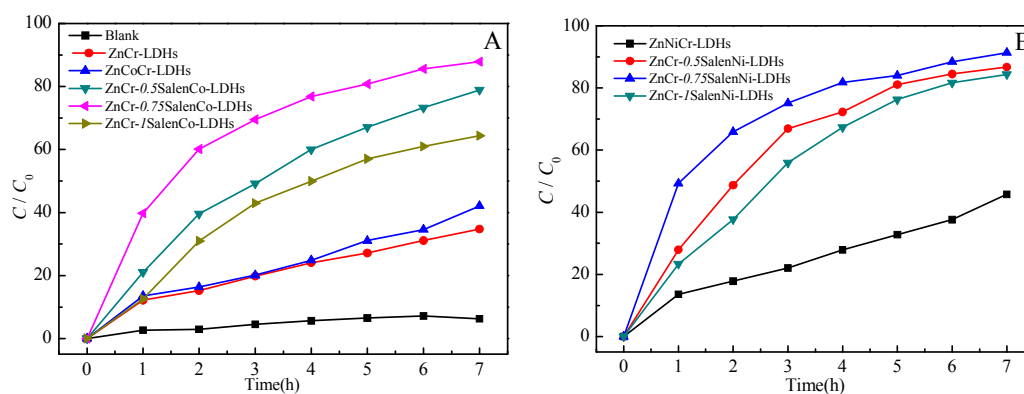 A
Blank
ZnCr-LDHs
ZnCoCr-LDHs
ZnCr-0.5SalenCo-LDHs
ZnCr-0.75SalenCo-LDHs
ZnCr-1SalenCo-LDHs
100
80
60
40
20
0
C / C0
0 1 2 3 4 5 6 7
Time(h)
ZnNiCr-LDHs
ZnCr-0.5SalenNi-LDHs
ZnCr-0.75SalenNi-LDHs
ZnCr-1SalenNi-LDHs
100
80
60
40
20
0
C / C0
0 1 2 3 4 5 6 7
Time(h)